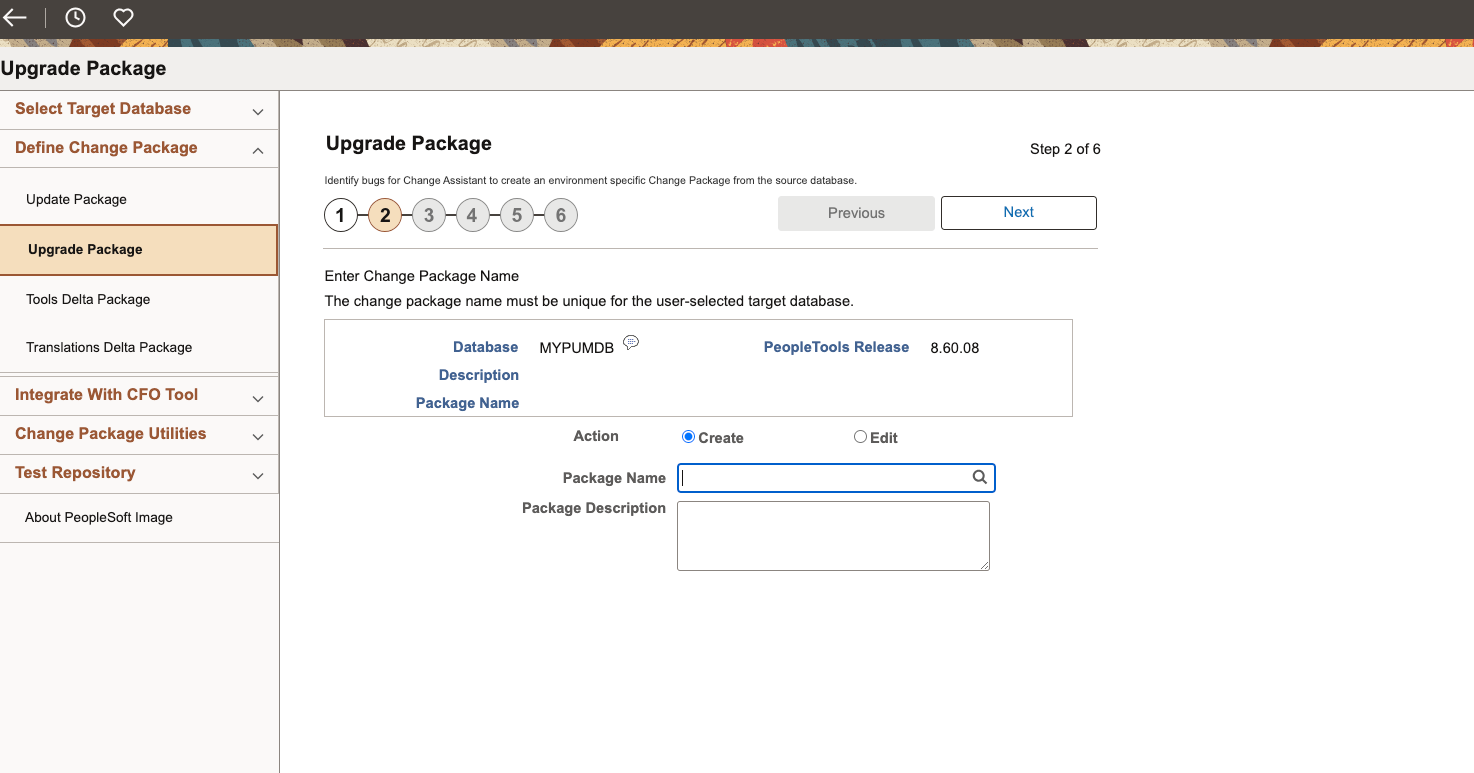 Upgrade Package
Select Target Database
Define Change Package
Update Package
Upgrade Package
Tools Delta Package
Translations Delta Package
Integrate With CFO Tool
Change Package Utilities
Test Repository
About PeopleSoft Image
Upgrade Package
Step 2 of 6
Identify bugs for Change Assistant to create an environment specific Change Package from the source database.
1 2 3 4 5 6
Previous
Next
Enter Change Package Name
The change package name must be unique for the user-selected target database.
Database MYPUMDB PeopleTools Release 8.60.08
Description
Package Name
Action Create Edit
Package Name
Package Description